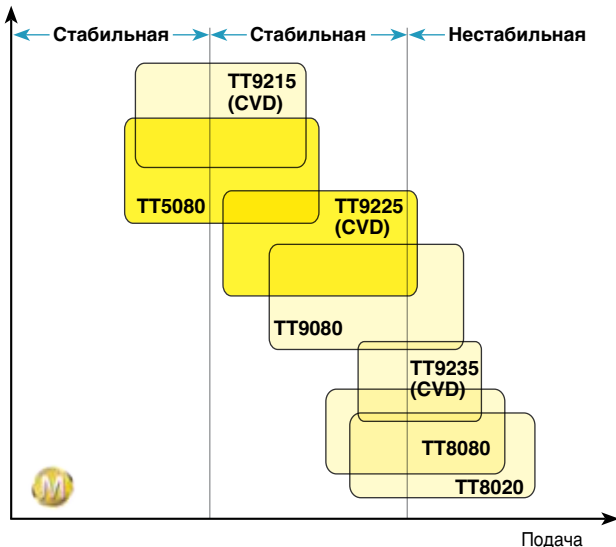 Стабильная Стабильная Нестабильная
TT9215
(CVD)
TT5080
TT9225
(CVD)
TT9080
TT9235
(CVD)
TT8080
TT8020
M
Подача